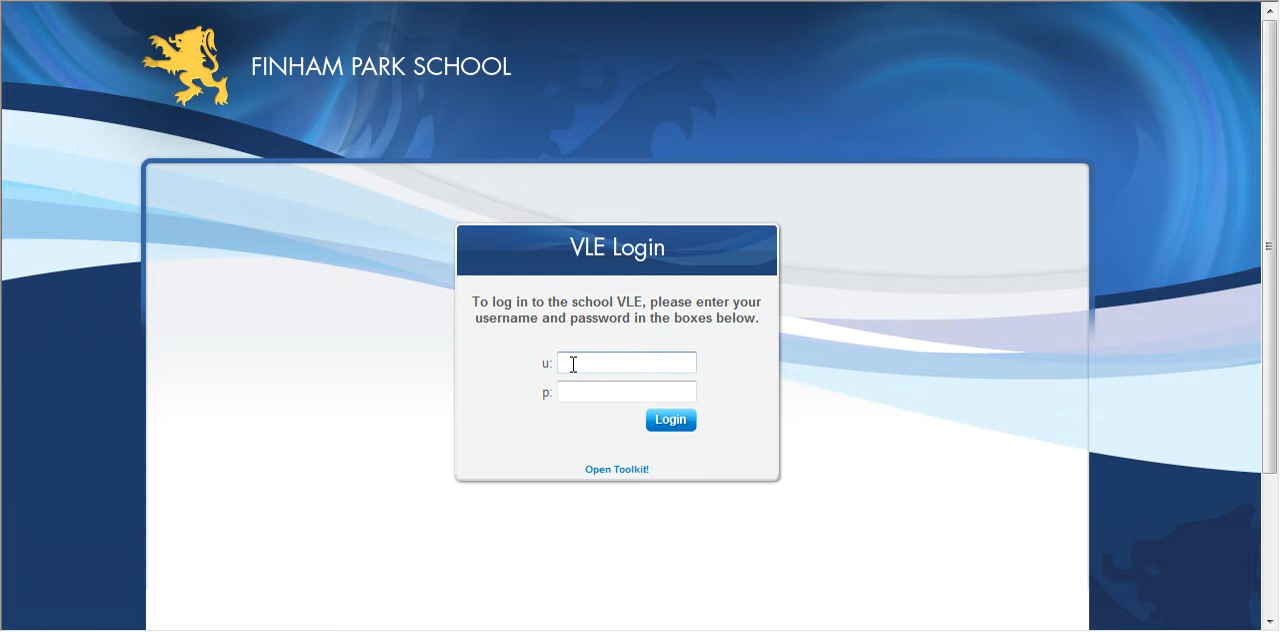 FINHAM PARK SCHOOL
VLE Login
To log in to the school VLE, please enter your
username and password in the boxes below.
u:
p:
Login
Open Toolkit!